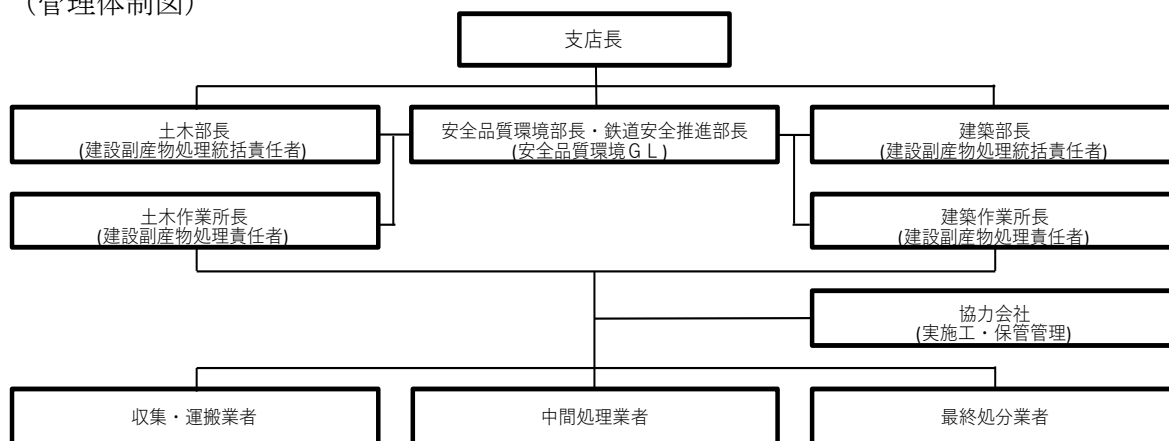 （管理体制図）
支店長
土木部長
(建設副産物処理統括責任者)
安全品質環境部長・鉄道安全推進部長
(安全品質環境ＧＬ)
建築部長
(建設副産物処理統括責任者)
土木作業所長
(建設副産物処理責任者)
建築作業所長
(建設副産物処理責任者)
協力会社
(実施工・保管管理)
収集・運搬業者
中間処理業者
最終処分業者